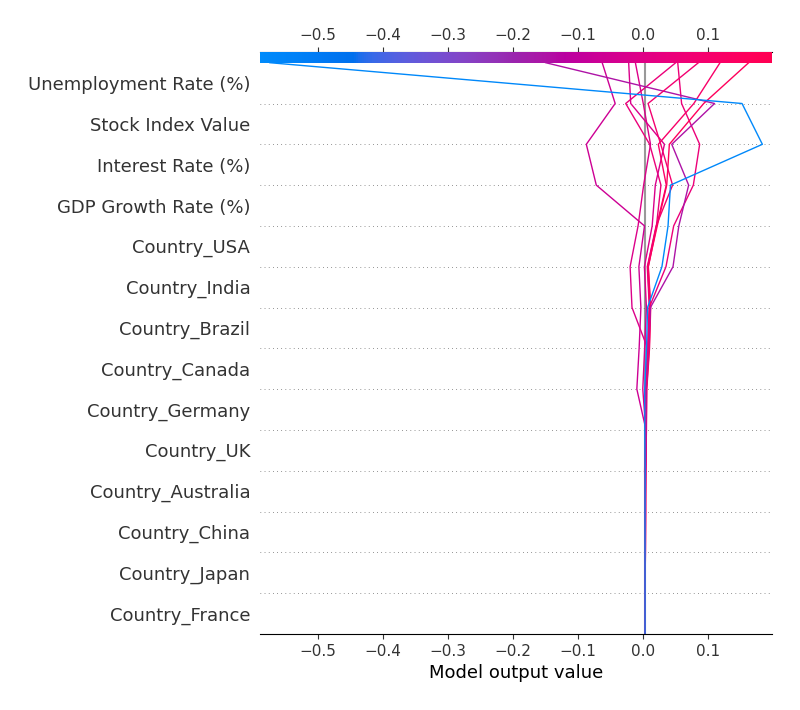 −0.5 −0.4 −0.3 −0.2 −0.1 0.0 0.1
Unemployment Rate (%)
Stock Index Value
Interest Rate (%)
GDP Growth Rate (%)
Country_USA
Country_India
Country_Brazil
Country_Canada
Country_Germany
Country_UK
Country_Australia
Country_China
Country_Japan
Country_France
−0.5 −0.4 −0.3 −0.2 −0.1 0.0 0.1
Model output value